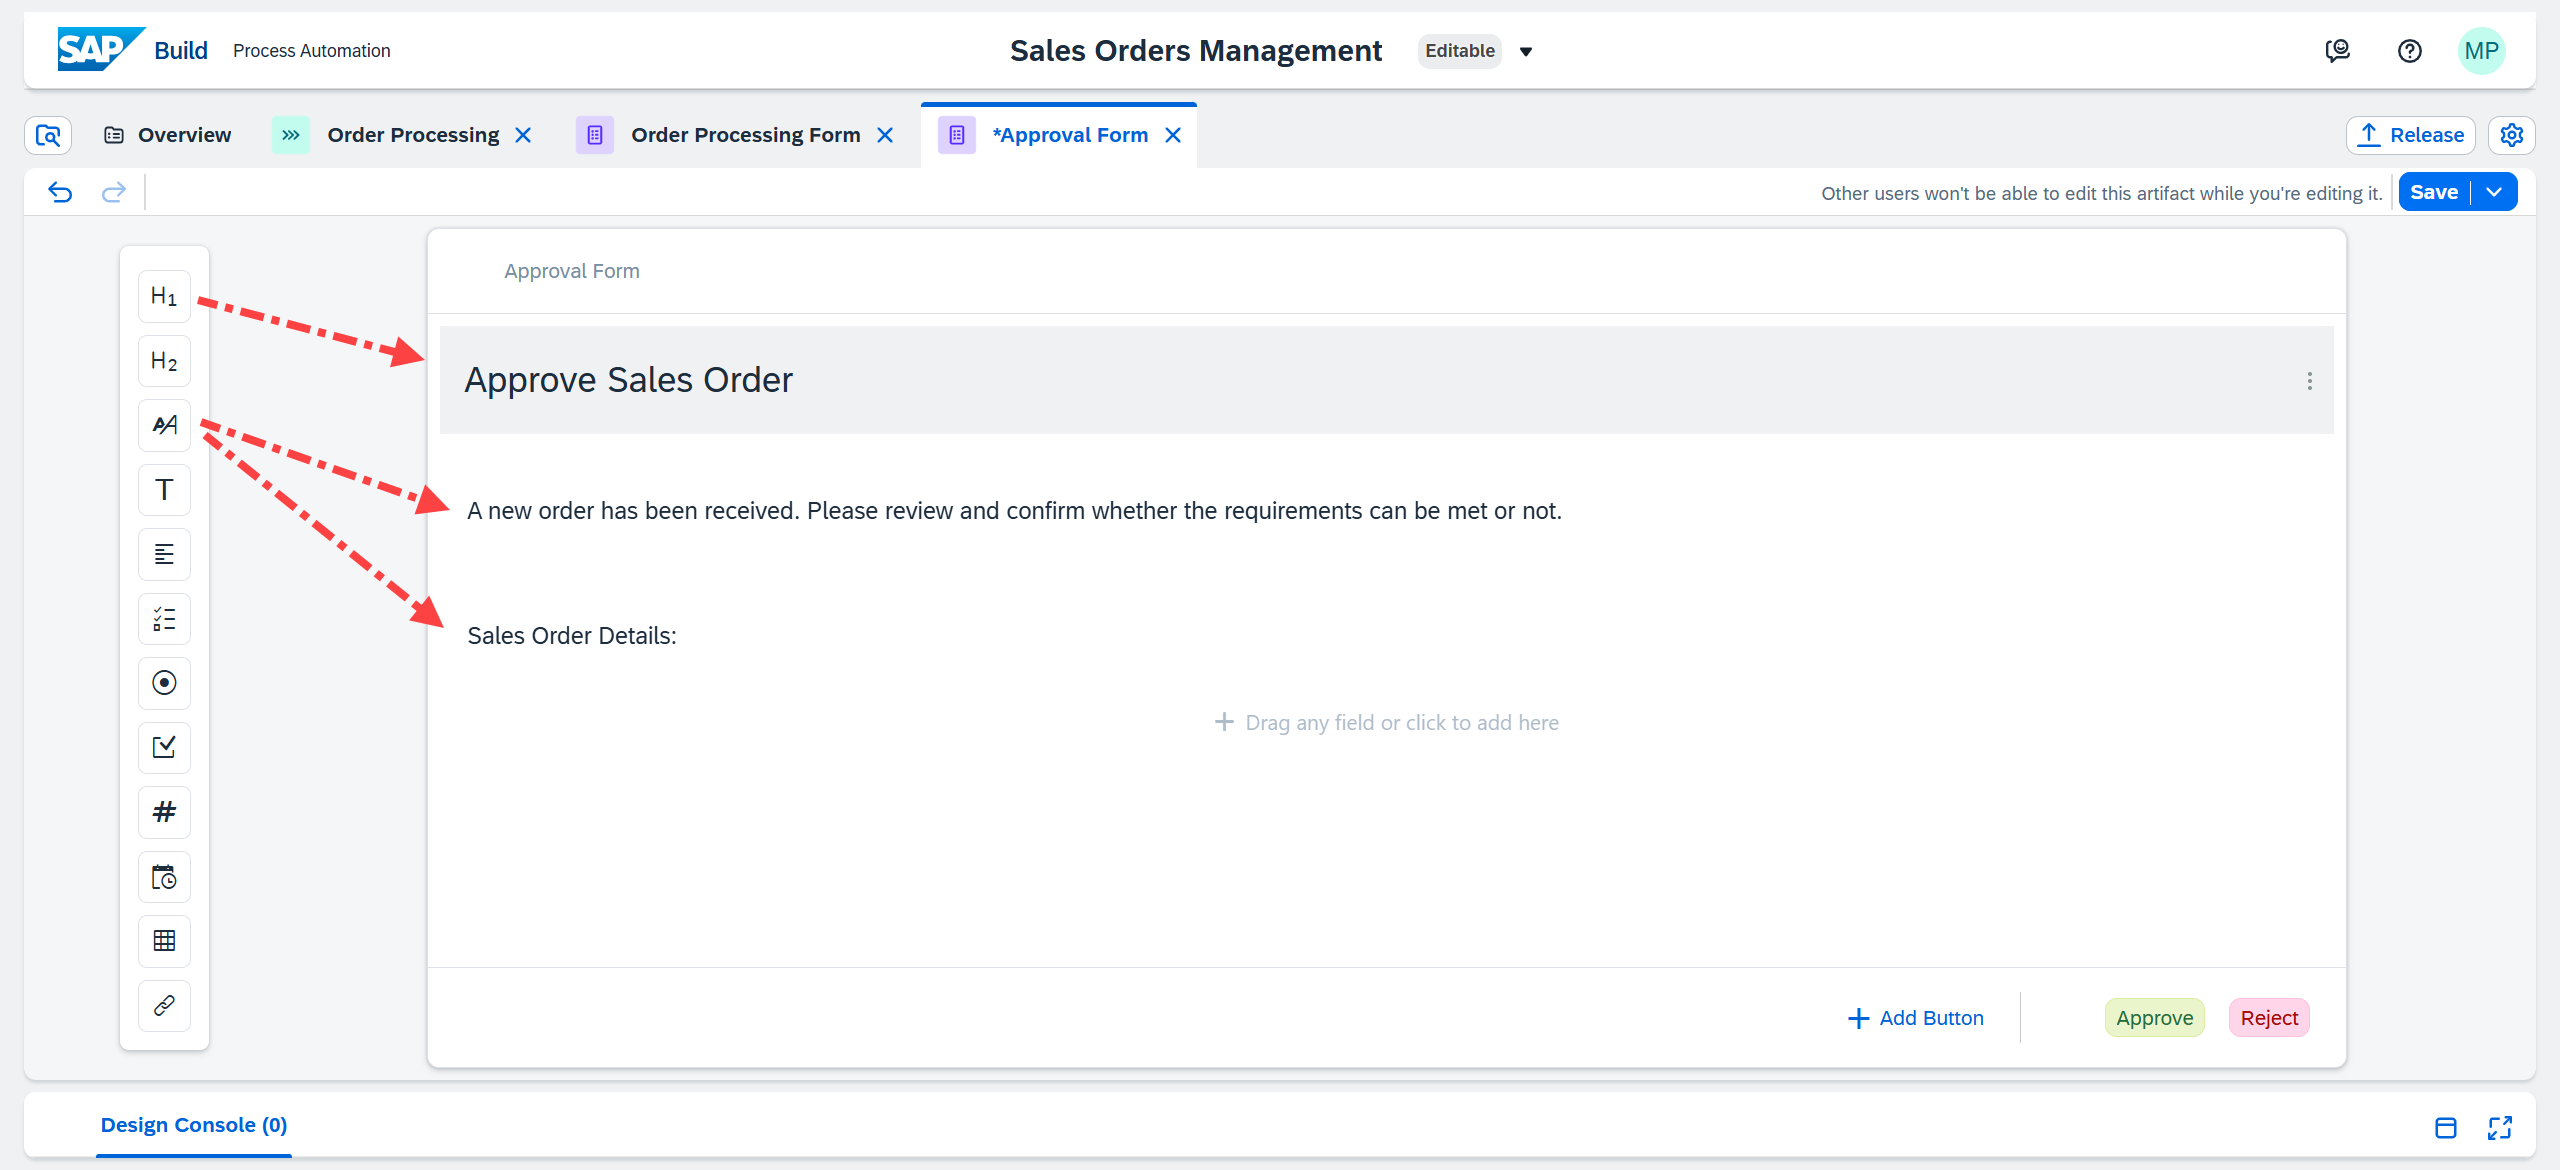 SAP Build Process Automation
Sales Orders Management Editable
MP
Overview
Order Processing
Order Processing Form
*Approval Form
Release
Other users won't be able to edit this artifact while you're editing it.
Save
H1
H2
AA
T
#
Approval Form
Approve Sales Order
A new order has been received. Please review and confirm whether the requirements can be met or not.
Sales Order Details:
+ Drag any field or click to add here
+ Add Button
Approve
Reject
Design Console (0)